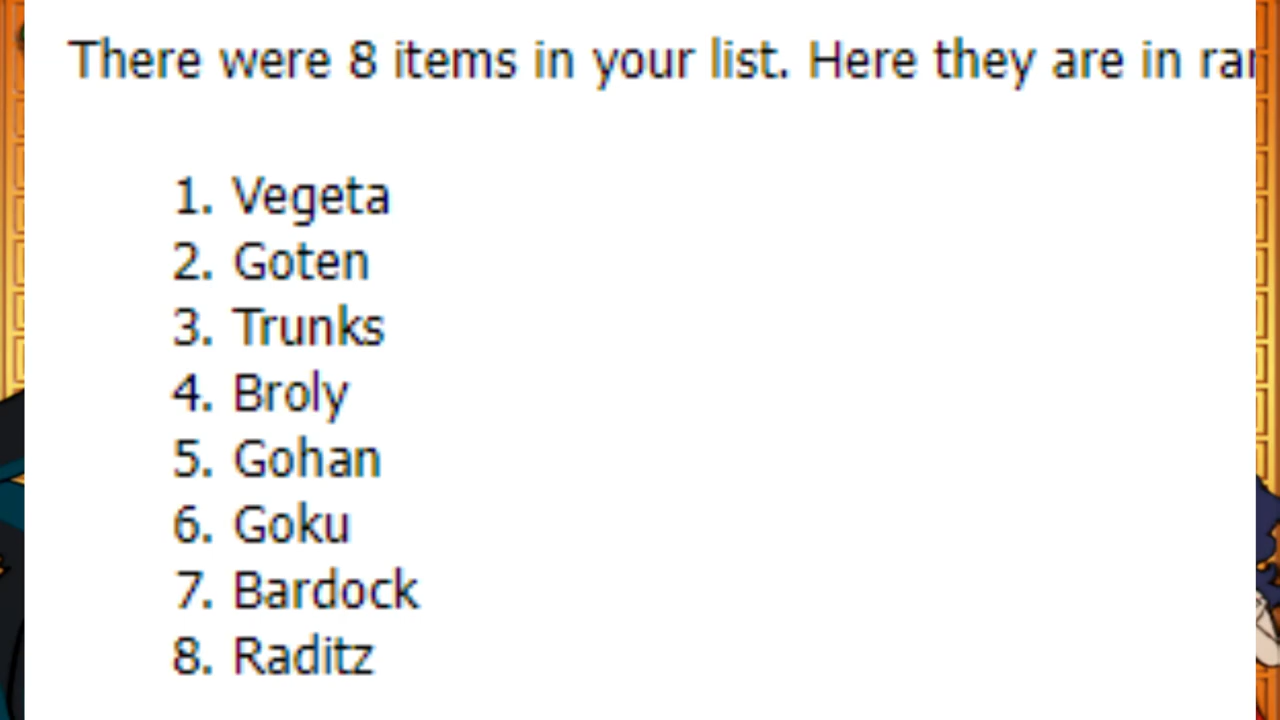 There were 8 items in your list. Here they are in
1. Vegeta
2. Goten
3. Trunks
4. Broly
5. Gohan
6. Goku
7. Bardock
8. Raditz